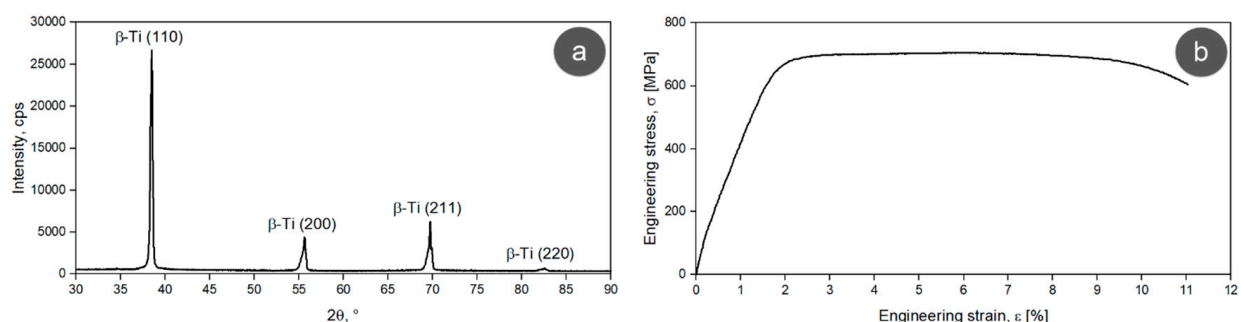 30000
25000
20000
15000
10000
5000
0
Intensity, cps
β-Ti (110)
β-Ti (200)
β-Ti (211)
β-Ti (220)
a
30 35 40 45 50 55 60 65 70 75 80 85 90
2θ, °
800
600
400
200
0
Engineering stress, σ [MPa]
b
0 1 2 3 4 5 6 7 8 9 10 11 12
Engineering strain, ε [%]